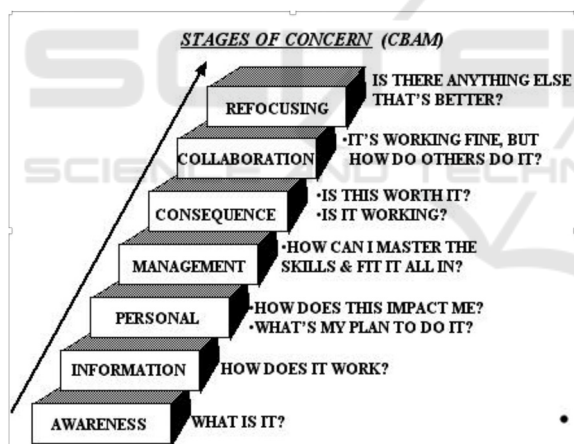 STAGES OF CONCERN (CBAM)
REFOCUSING
IS THERE ANYTHING ELSE
THAT'S BETTER?
COLLABORATION
•IT'S WORKING FINE, BUT
HOW DO OTHERS DO IT?
CONSEQUENCE
•IS THIS WORTH IT?
•IS IT WORKING?
MANAGEMENT
•HOW CAN I MASTER THE
SKILLS & FIT IT ALL IN?
PERSONAL
•HOW DOES THIS IMPACT ME?
•WHAT'S MY PLAN TO DO IT?
INFORMATION
HOW DOES IT WORK?
AWARENESS
WHAT IS IT?
SCIENCE AND TECHN